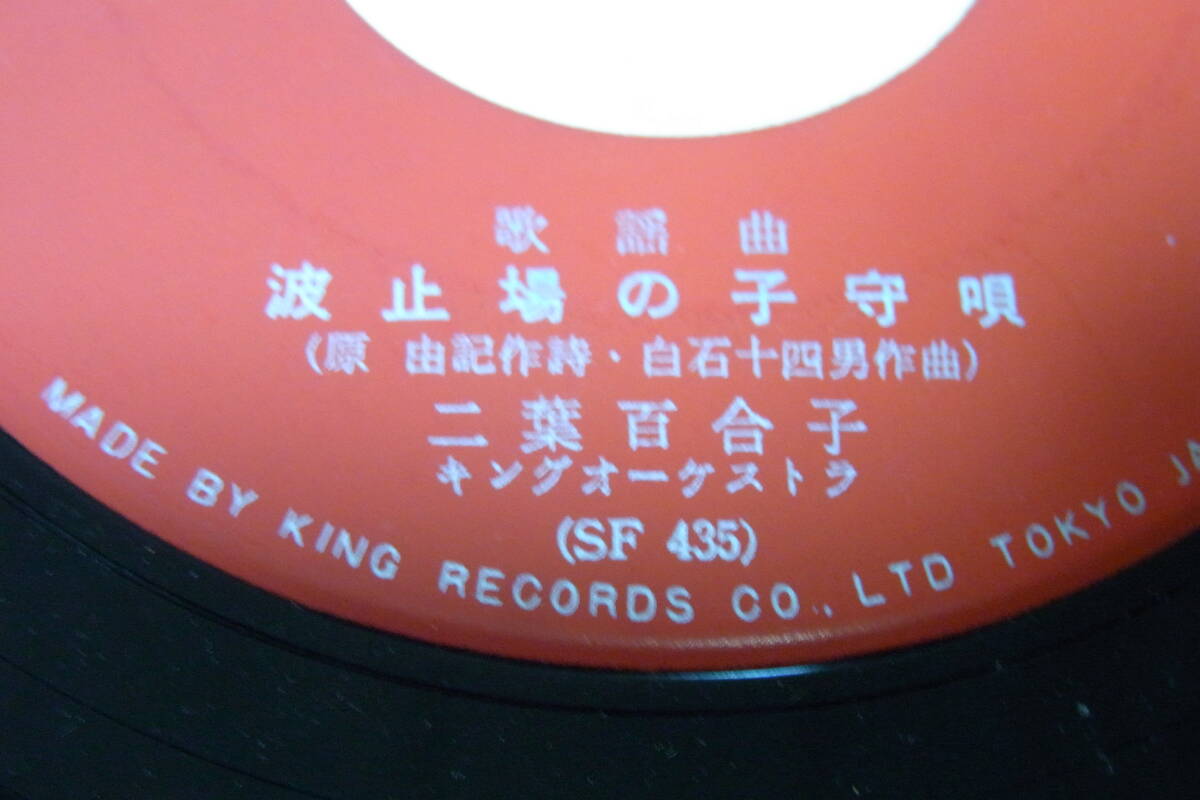 歌謡曲
波止場の子守唄
(原 由記作詩・白石十四男作曲)
二葉百合子
キングオーケストラ
(SF 435)
MADE BY KING RECORDS CO., LTD TOKYO JA